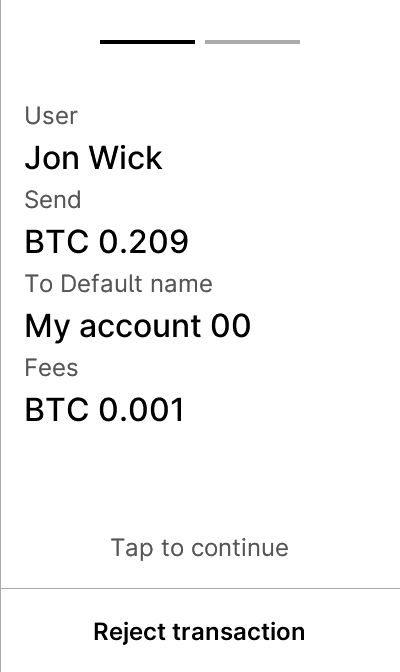 User
Jon Wick
Send
BTC 0.209
To Default name
My account 00
Fees
BTC 0.001
Tap to continue
Reject transaction